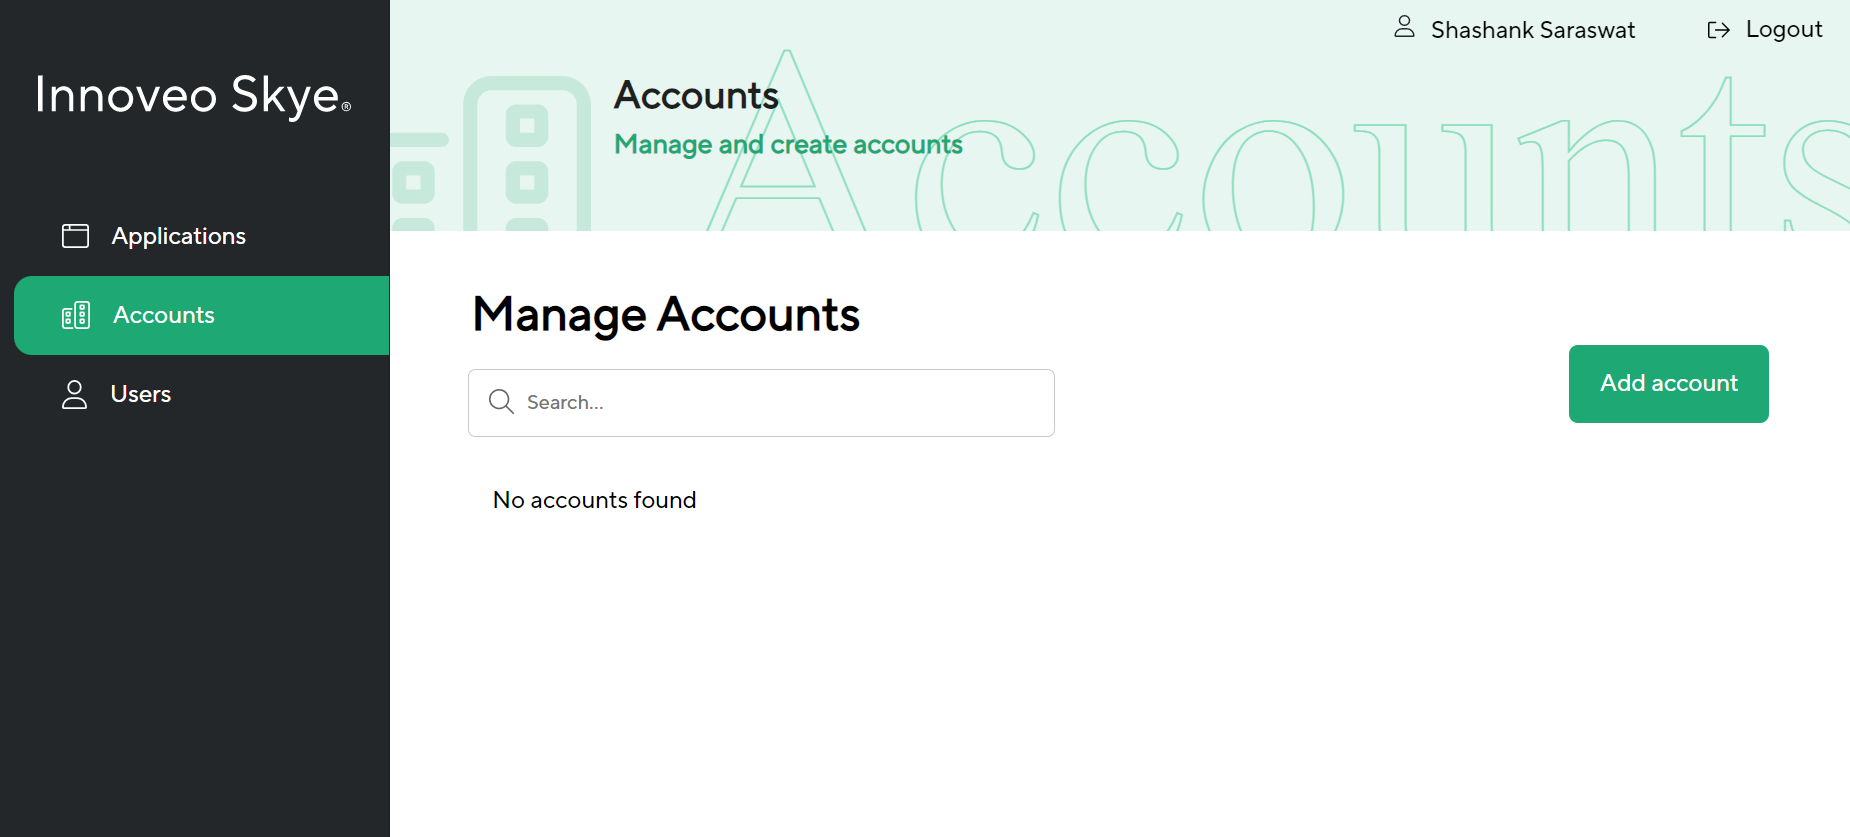 Innoveo Skye®
Applications
Accounts
Users
Shashank Saraswat
Logout
Accounts
Manage and create accounts
Accounts
Manage Accounts
Search...
Add account
No accounts found